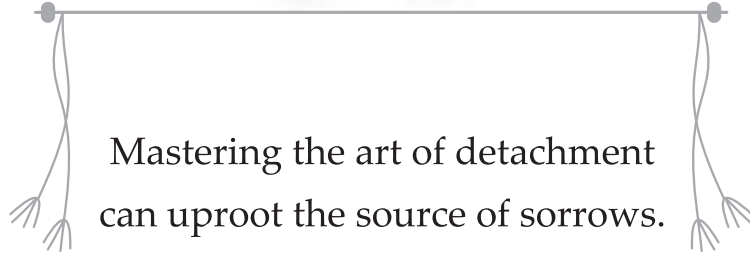 Mastering the art of detachment
can uproot the source of sorrows.